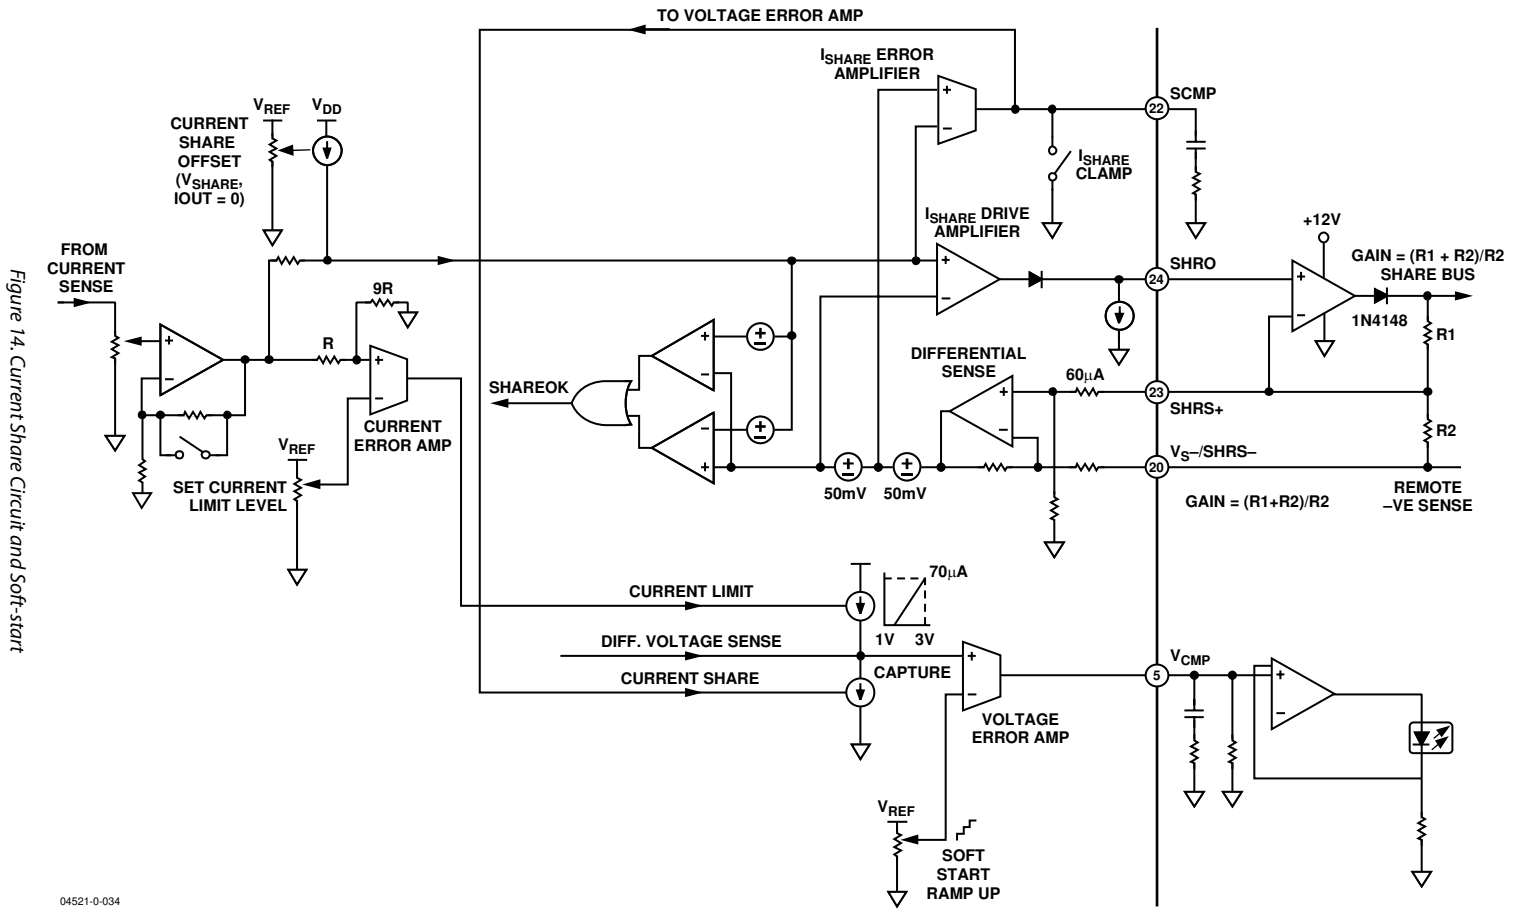 TO VOLTAGE ERROR AMP
ISHARE ERROR
AMPLIFIER
SCMP
22
VREF
VDD
CURRENT
SHARE
OFFSET
(VSHARE,
IOUT = 0)
+
–
ISHARE
CLAMP
ISHARE DRIVE
AMPLIFIER
+12V
FROM
CURRENT
SENSE
+
–
SHRO
24
GAIN = (R1 + R2)/R2
SHARE BUS
+
–
1N4148
R1
9R
R
+
–
+
–
CURRENT
ERROR AMP
SHAREOK
+
–
±
–
+
±
DIFFERENTIAL
SENSE
+
–
60µA
23
SHRS+
R2
VS–/SHRS–
20
±
50mV
±
50mV
GAIN = (R1+R2)/R2
REMOTE
–VE SENSE
VREF
SET CURRENT
LIMIT LEVEL
CURRENT LIMIT
70µA
1V
3V
DIFF. VOLTAGE SENSE
CURRENT SHARE
CAPTURE
+
–
VOLTAGE
ERROR AMP
VCMP
5
+
–
VREF
SOFT
START
RAMP UP
04521-0-034
Figure 14. Current Share Circuit and Soft-start